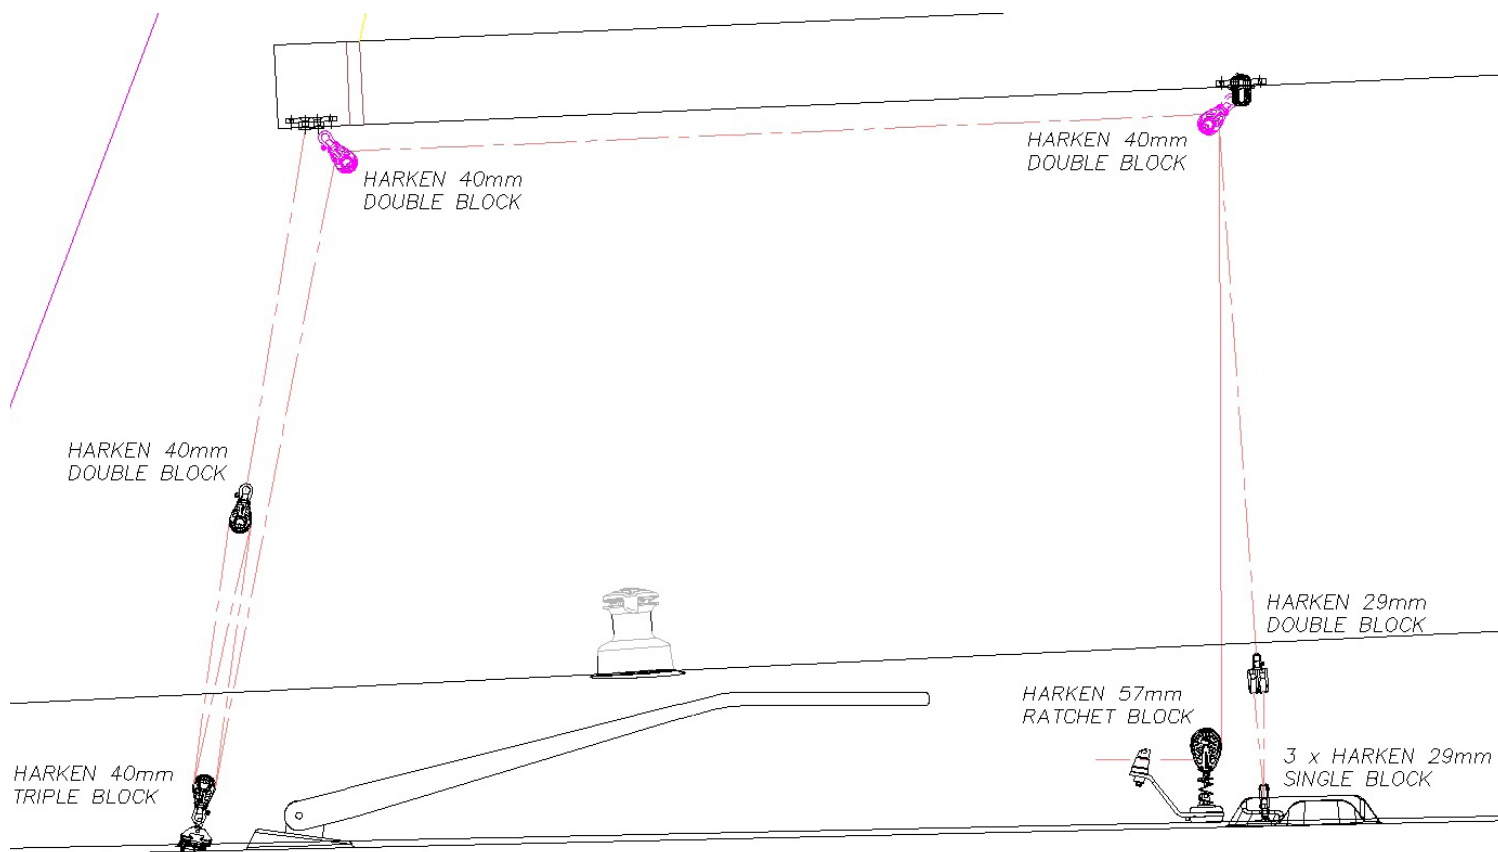 HARKEN 40mm
DOUBLE BLOCK
HARKEN 40mm
DOUBLE BLOCK
HARKEN 40mm
DOUBLE BLOCK
HARKEN 29mm
DOUBLE BLOCK
HARKEN 57mm
RATCHET BLOCK
3 x HARKEN 29mm
SINGLE BLOCK
HARKEN 40mm
TRIPLE BLOCK